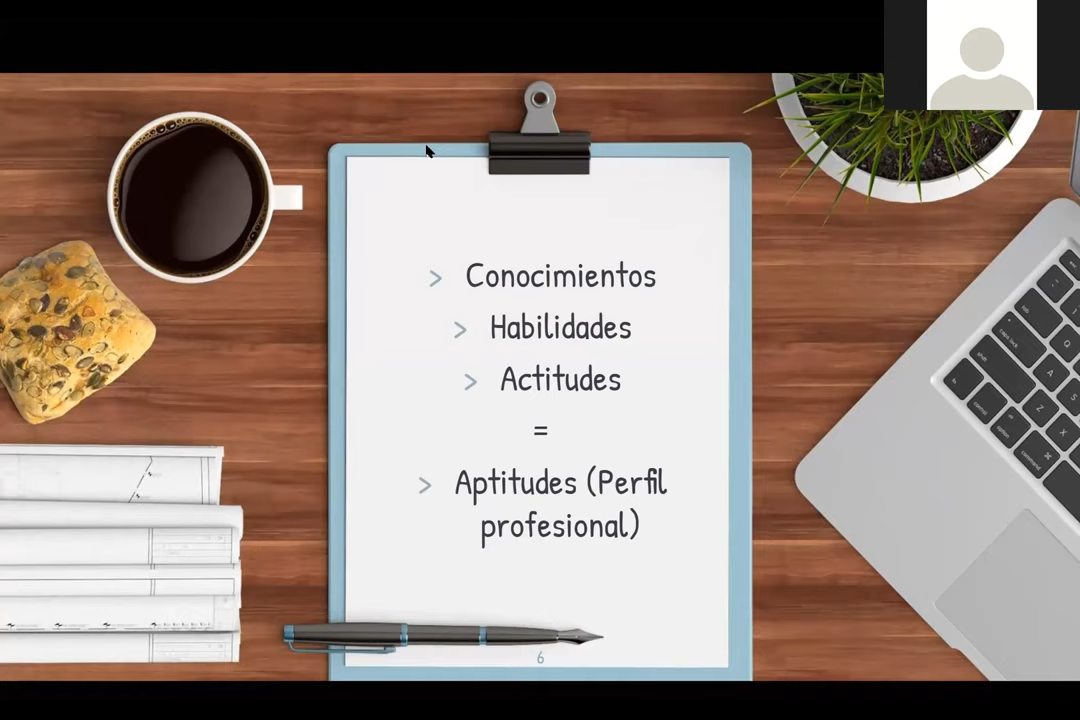 > Conocimientos
> Habilidades
> Actitudes
=
> Aptitudes (Perfil
profesional)
6